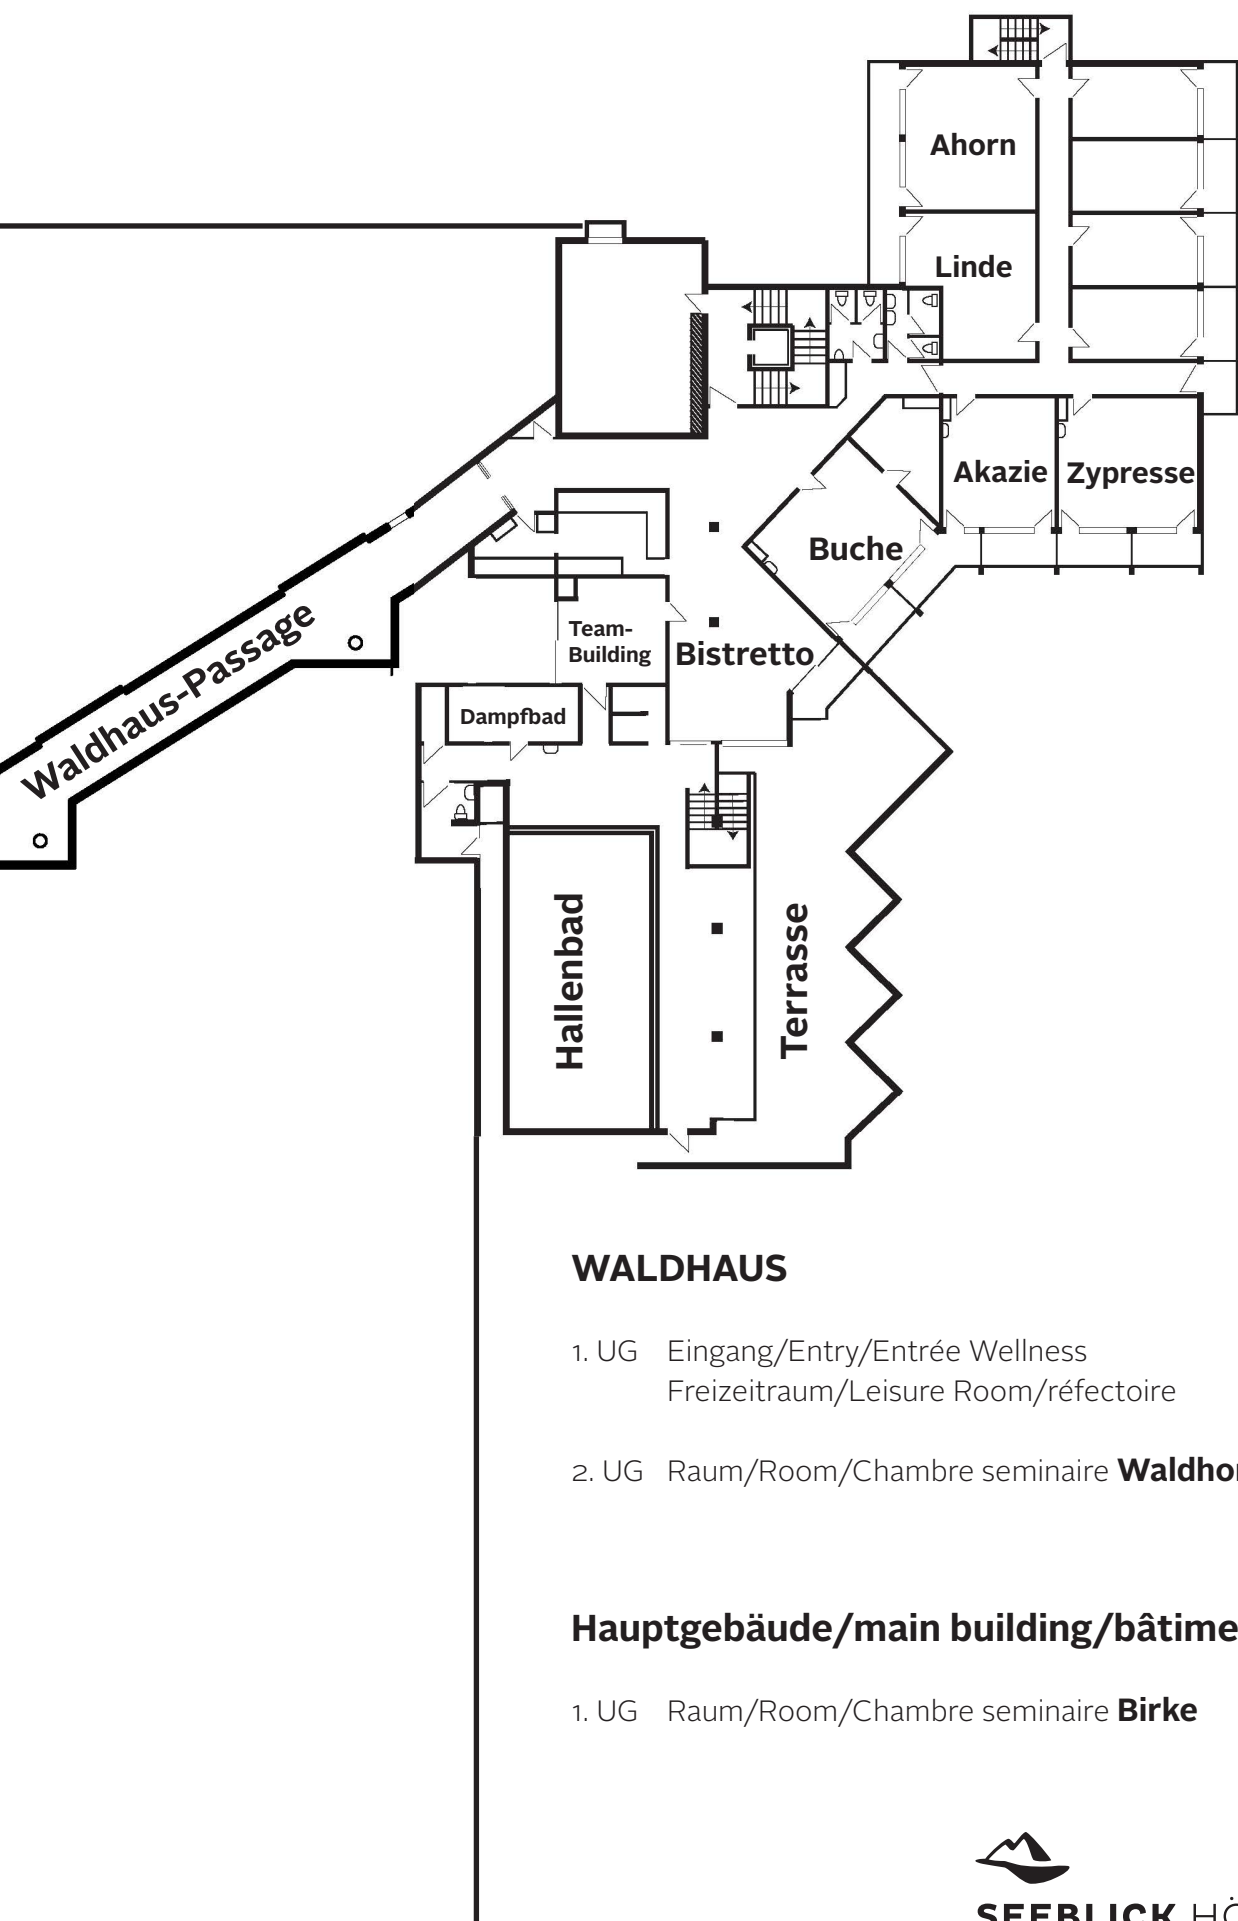 Ahorn
Linde
Akazie
Zypresse
Buche
Team-
Building
Bistretto
Waldhaus-Passage
Dampfbad
Hallenbad
Terrasse
WALDHAUS
1. UG Eingang/Entry/Entrée Wellness
Freizeitraum/Leisure Room/réfectoire
2. UG Raum/Room/Chambre seminaire
Hauptgebäude/main building/
1. UG Raum/Room/Chambre seminaire Birke
SEEBLICK